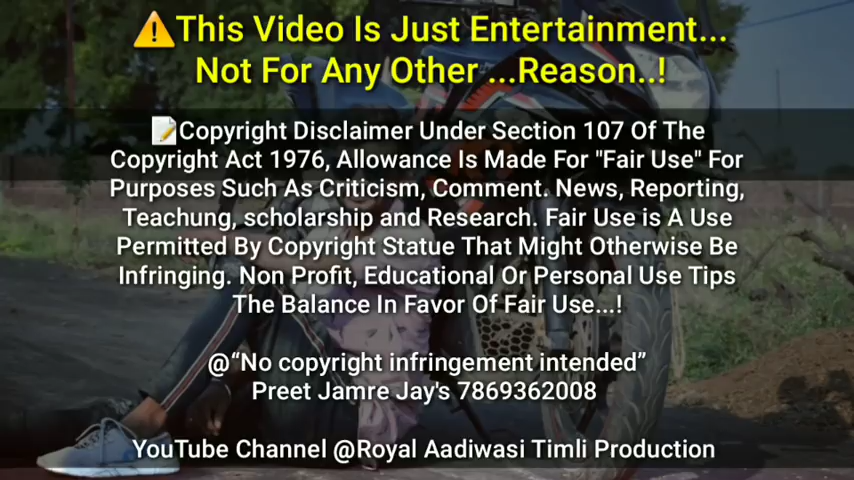 ⚠️This Video Is Just Entertainment...
Not For Any Other ...Reason..!
📝Copyright Disclaimer Under Section 107 Of The
Copyright Act 1976, Allowance Is Made For "Fair Use" For
Purposes Such As Criticism, Comment. News, Reporting,
Teachung, scholarship and Research. Fair Use is A Use
Permitted By Copyright Statue That Might Otherwise Be
Infringing. Non Profit, Educational Or Personal Use Tips
The Balance In Favor Of Fair Use...!
@“No copyright infringement intended”
Preet Jamre Jay's 7869362008
YouTube Channel @Royal Aadiwasi Timli Production